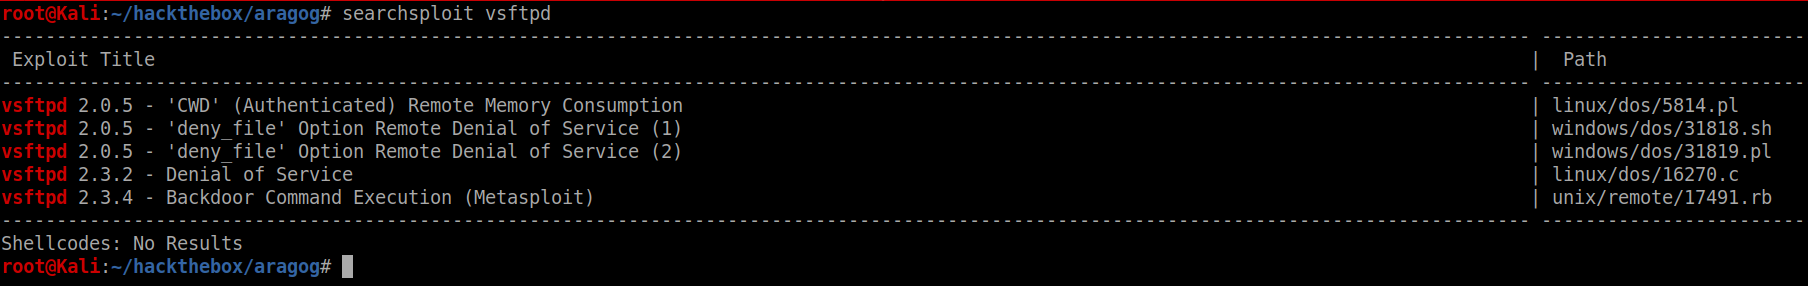 root@Kali:~/hackthebox/aragog# searchsploit vsftpd
--------------------------------------------------------------------------------------------------------------------------------------------- ------------------------
 Exploit Title | Path
--------------------------------------------------------------------------------------------------------------------------------------------- ------------------------
vsftpd 2.0.5 - 'CWD' (Authenticated) Remote Memory Consumption | linux/dos/5814.pl
vsftpd 2.0.5 - 'deny_file' Option Remote Denial of Service (1) | windows/dos/31818.sh
vsftpd 2.0.5 - 'deny_file' Option Remote Denial of Service (2) | windows/dos/31819.pl
vsftpd 2.3.2 - Denial of Service | linux/dos/16270.c
vsftpd 2.3.4 - Backdoor Command Execution (Metasploit) | unix/remote/17491.rb
--------------------------------------------------------------------------------------------------------------------------------------------- ------------------------
Shellcodes: No Results
root@Kali:~/hackthebox/aragog#